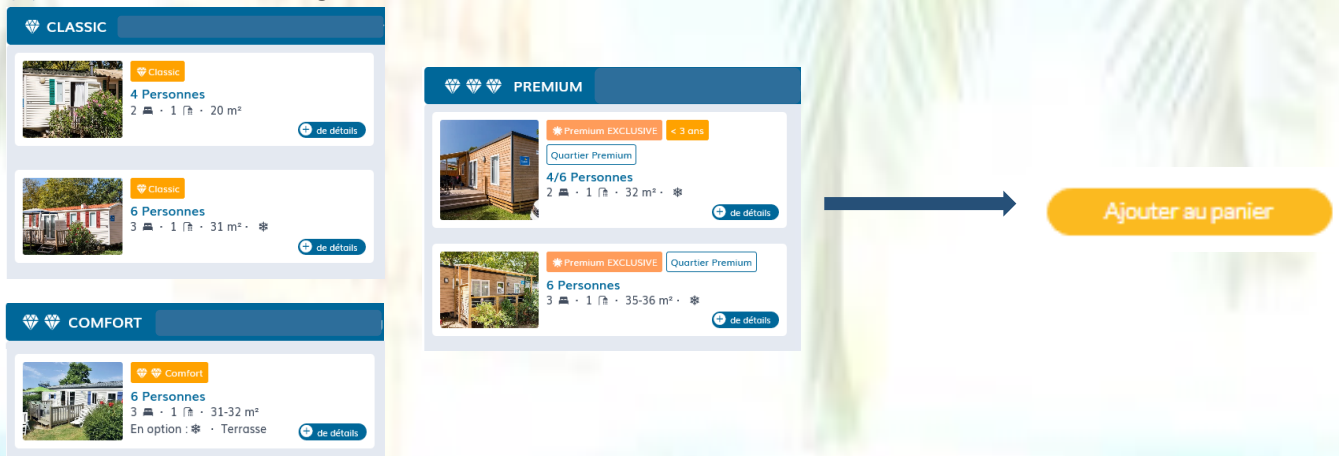 CLASSIC
Classic
4 Personnes
2 · 1 · 20 m²
+ de détails
Classic
6 Personnes
3 · 1 · 31 m² ·
+ de détails
COMFORT
Comfort
6 Personnes
3 · 1 · 31-32 m²
En option : · Terrasse
+ de détails
PREMIUM
Premium EXCLUSIVE < 3 ans
Quartier Premium
4/6 Personnes
2 · 1 · 32 m² ·
+ de détails
Premium EXCLUSIVE Quartier Premium
6 Personnes
3 · 1 · 35-36 m² ·
+ de détails
Ajouter au panier